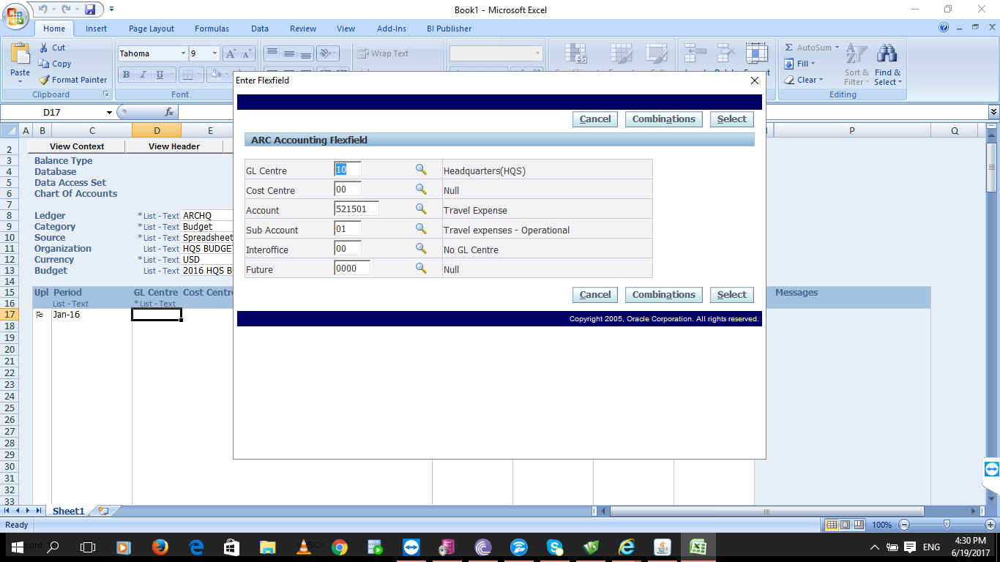 Book1 - Microsoft Excel
Home Insert Page Layout Formulas Data Review View Add-Ins BI Publisher
Cut
Copy
Format Painter
Paste
Clipboard
Tahoma 9
B I U
Font
Wrap Text
Σ AutoSum
Fill
Clear
Sort & Filter
Find & Select
Editing
D17
fx
A B C D E P Q
View Context View Header
2
3 Balance Type
4 Database
5 Data Access Set
6 Chart Of Accounts
7
8 Ledger * List - Text ARCHQ
9 Category * List - Text Budget
10 Source * List - Text Spreadsheet
11 Organization List - Text HQS BUDGET
12 Currency * List - Text USD
13 Budget List - Text 2016 HQS B
14
15 Upl Period GL Centre Cost Centre Messages
16 List - Text * List - Text
17 Jan-16
18
19
20
21
22
23
24
25
26
27
28
29
30
31
32
33
Enter Flexfield
Cancel Combinations Select
ARC Accounting Flexfield
GL Centre 10 Headquarters(HQS)
Cost Centre 00 Null
Account 521501 Travel Expense
Sub Account 01 Travel expenses - Operational
Interoffice 00 No GL Centre
Future 0000 Null
Cancel Combinations Select
Copyright 2005, Oracle Corporation. All rights reserved.
Sheet1
Ready 100%
ENG
4:30 PM
6/19/2017